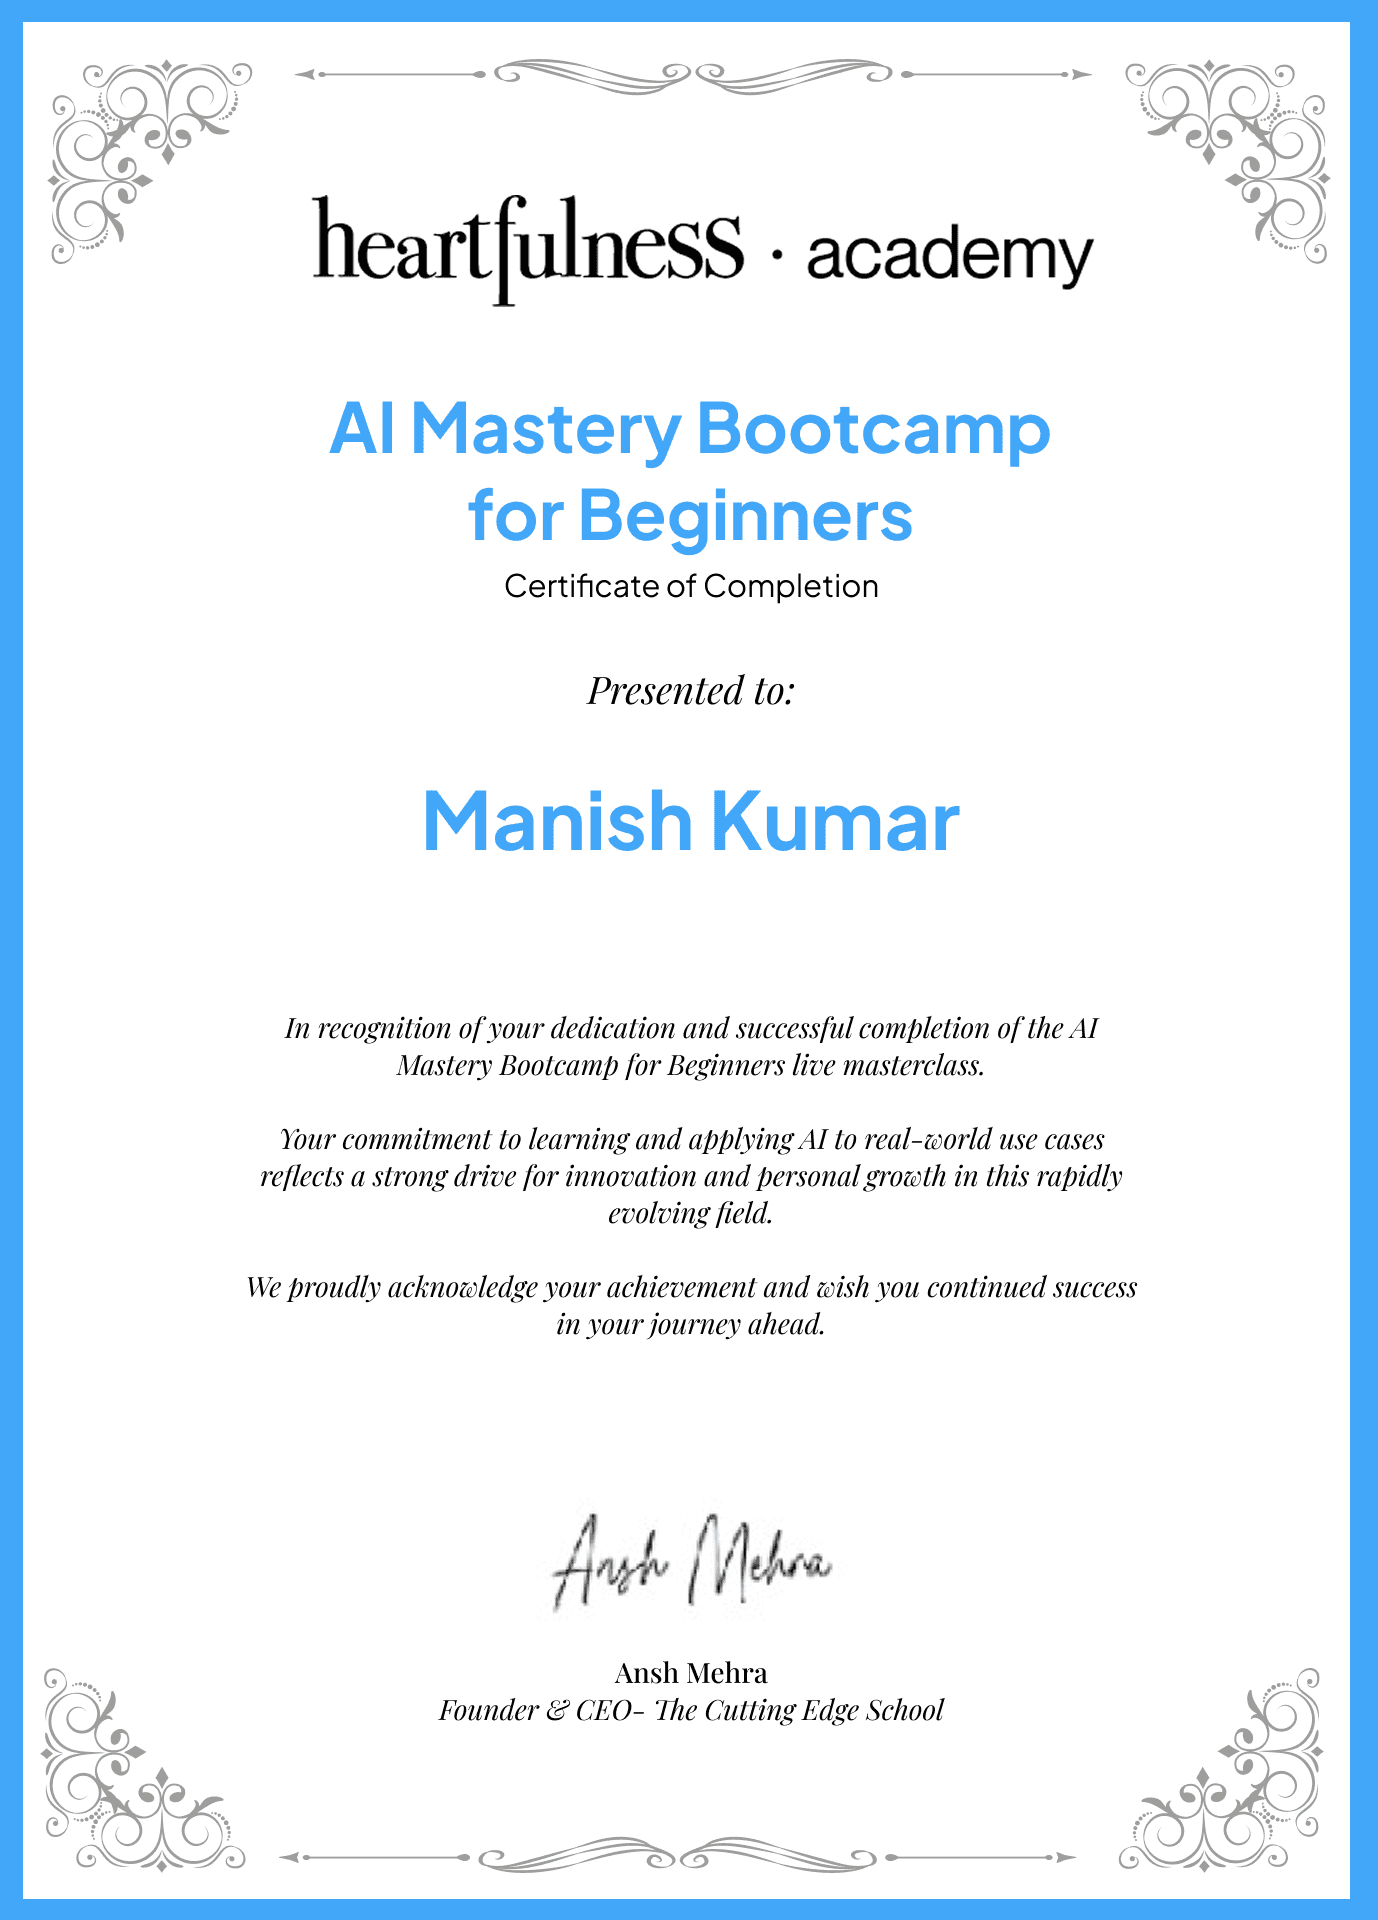 heartfulness · academy
AI Mastery Bootcamp
for Beginners
Certificate of Completion
Presented to:
Manish Kumar
In recognition of your dedication and successful completion of the AI
Mastery Bootcamp for Beginners live masterclass.
Your commitment to learning and applying AI to real-world use cases
reflects a strong drive for innovation and personal growth in this rapidly
evolving field.
We proudly acknowledge your achievement and wish you continued success
in your journey ahead.
Ansh Mehra
Ansh Mehra
Founder & CEO- The Cutting Edge School